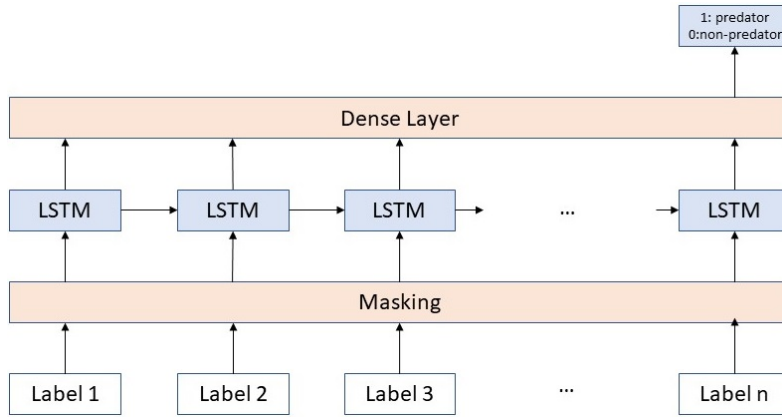 1: predator
0:non-predator
Dense Layer
LSTM LSTM LSTM ... LSTM
Masking
Label 1 Label 2 Label 3 ... Label n